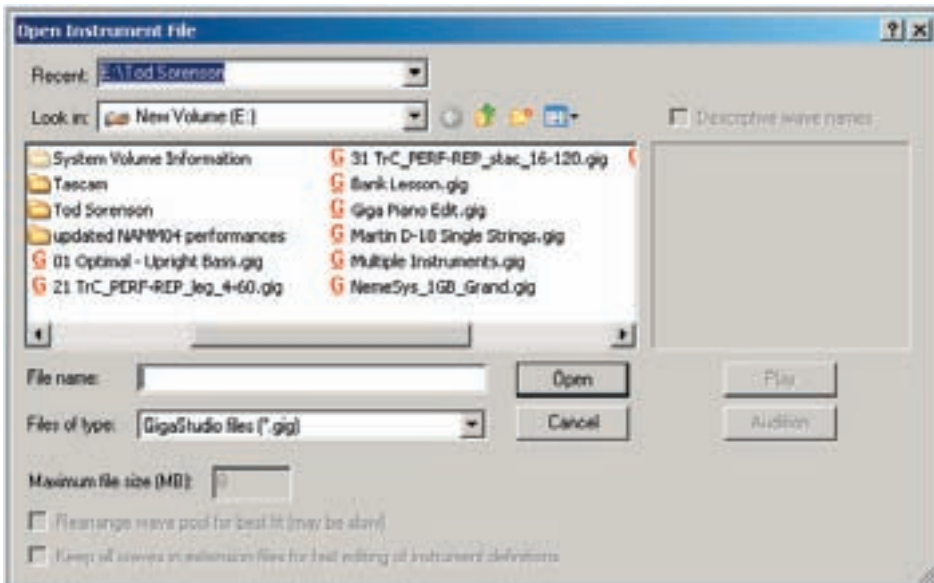 Open Instrument File
Recent: E:\Tod Sorenson
Look in: New Volume (E:)
Descriptive wave names
System Volume Information
Tascam
Tod Sorenson
updated NAMM04 performances
01 Optimal - Upright Bass.gig
21 TrC_PERF-REP_leg_4-60.gig
31 TrC_PERF-REP_stac_16-120.gig
Bank Lesson.gig
Giga Piano Edit.gig
Martin D-18 Single Strings.gig
Multiple Instruments.gig
NemeSys_1GB_Grand.gig
File name:
Open
Play
Files of type: GigaStudio files (*.gig)
Cancel
Audition
Maximum file size (MB): 0
Rearrange wave pool for best fit (may be slow)
Keep all waves in extension files for fast editing of instrument definitions